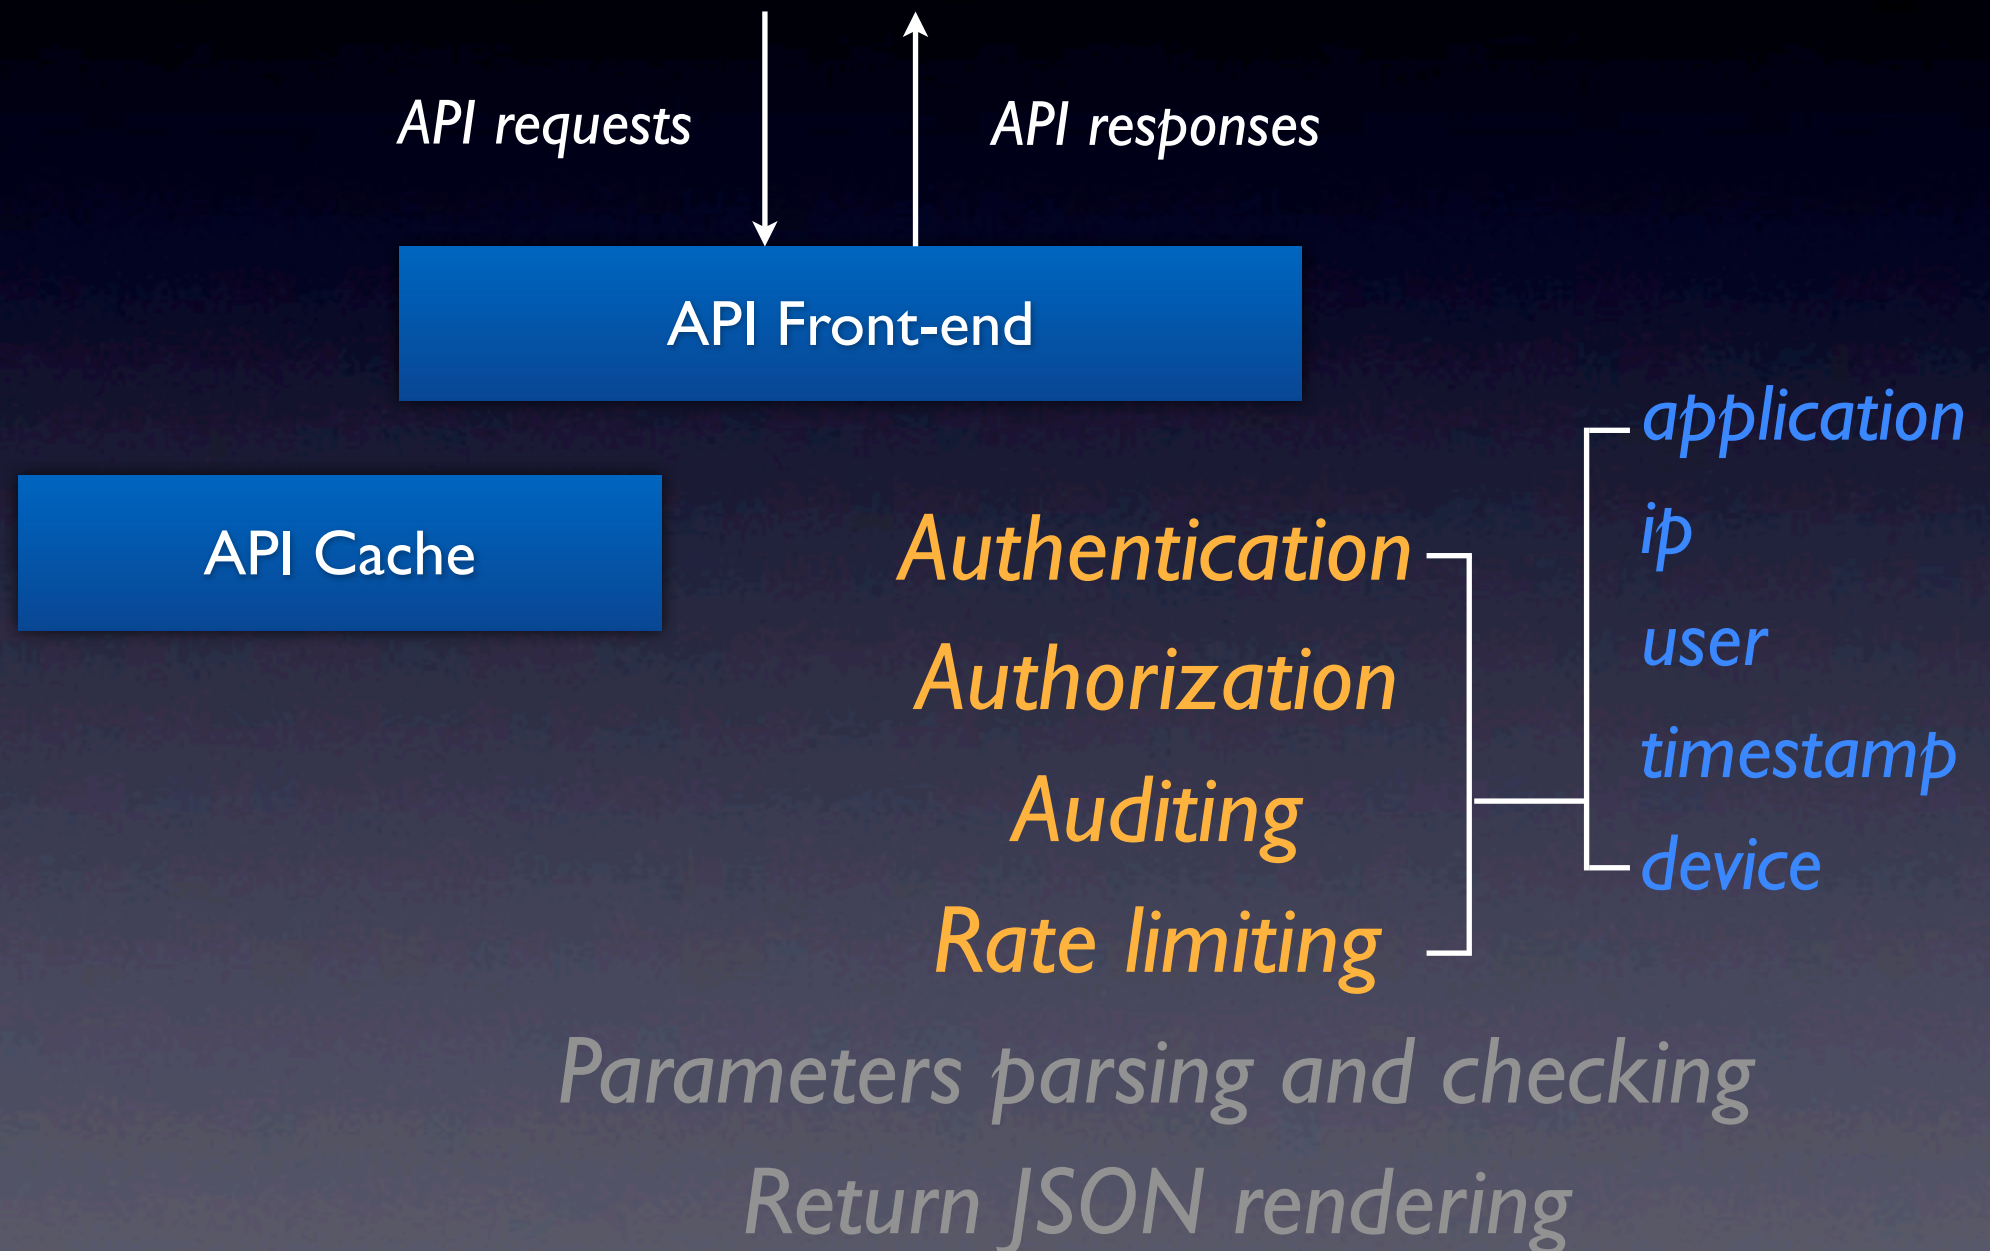 API requests
API responses
API Front-end
API Cache
Authentication
Authorization
Auditing
Rate limiting
application
ip
user
timestamp
device
Parameters parsing and checking
Return JSON rendering